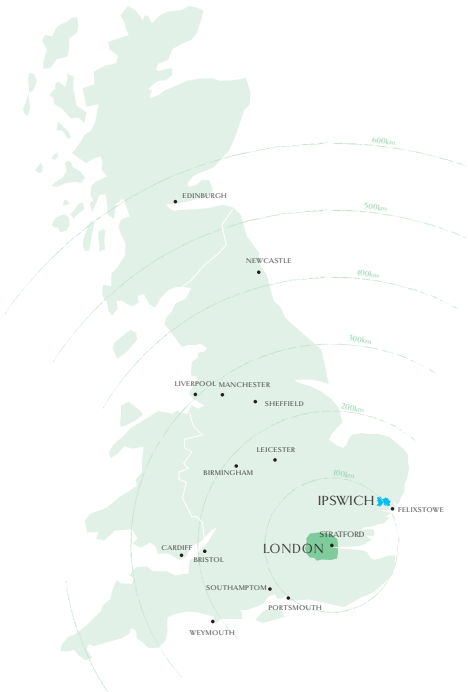 600km
EDINBURGH
500km
NEWCASTLE
400km
300km
LIVERPOOL
MANCHESTER
SHEFFIELD
200km
LEICESTER
BIRMINGHAM
100km
IPSWICH
FELIXSTOWE
STRATFORD
LONDON
CARDIFF
BRISTOL
SOUTHAMPTOM
PORTSMOUTH
WEYMOUTH